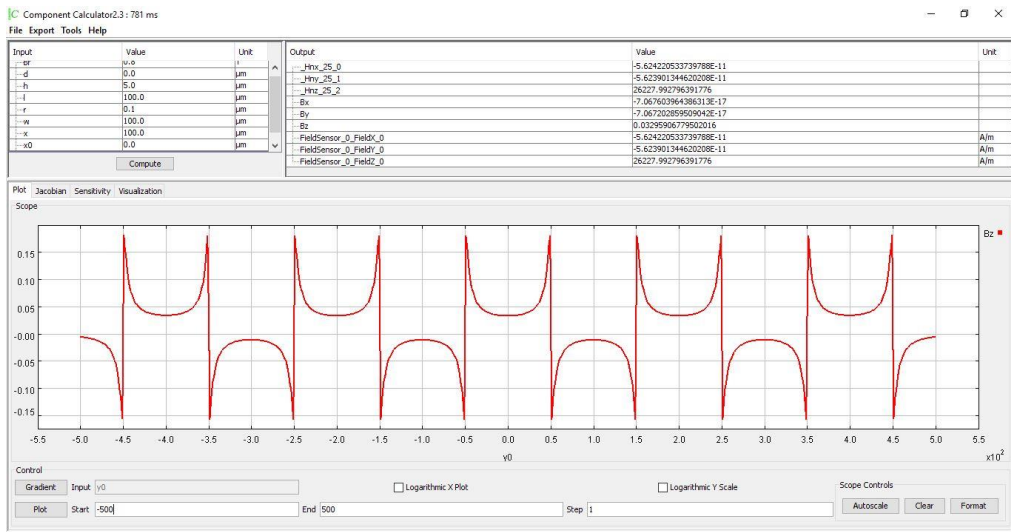 Component Calculator2.3 : 781 ms
File Export Tools Help
Input Value Unit
Br 0.8 T
d 0.0 µm
h 5.0 µm
l 100.0 µm
r 0.1 µm
w 100.0 µm
x 100.0 µm
x0 0.0 µm
Compute
Output Value Unit
_Hnx_25_0 -5.624220533739788E-11
_Hny_25_1 -5.623901344620208E-11
_Hnz_25_2 26227.992796391776
Bx -7.067603964386313E-17
By -7.067202859509042E-17
Bz 0.03295906779502016
FieldSensor_0_FieldX_0 -5.624220533739788E-11 A/m
FieldSensor_0_FieldY_0 -5.623901344620208E-11 A/m
FieldSensor_0_FieldZ_0 26227.992796391776 A/m
Plot Jacobian Sensitivity Visualization
Scope
Bz
0.15
0.10
0.05
-0.00
-0.05
-0.10
-0.15
-5.5 -5.0 -4.5 -4.0 -3.5 -3.0 -2.5 -2.0 -1.5 -1.0 -0.5 0.0 0.5 1.0 1.5 2.0 2.5 3.0 3.5 4.0 4.5 5.0 5.5
y0
x10²
Control
Gradient Input y0 Logarithmic X Plot Logarithmic Y Scale
Plot Start -500 End 500 Step 1
Scope Controls
Autoscale Clear Format